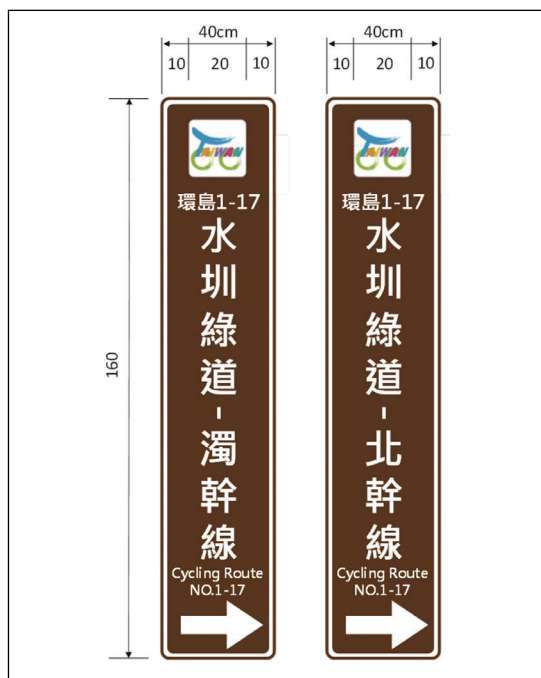 40cm
10 20 10
160
TAIWAN
環島1-17
水圳綠道-濁幹線
Cycling Route
NO.1-17
40cm
10 20 10
TAIWAN
環島1-17
水圳綠道-北幹線
Cycling Route
NO.1-17